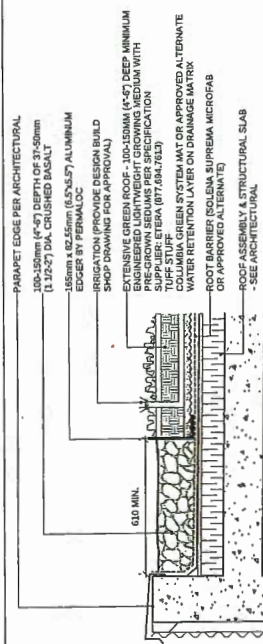 PARAPET EDGE PER ARCHITECTURAL
100-150mm (4"-6") DEPTH OF 37-50mm
(1 1/2-2") DIA. CRUSHED BASALT
165mm x 82.55mm (6.5"x5.5") ALUMINUM
EDGER BY PERMALOC
IRRIGATION (PROVIDE DESIGN BUILD
SHOP DRAWING FOR APPROVAL)
EXTENSIVE GREEN ROOF - 100-150MM (4"-6") DEEP MINIMUM
ENGINEERED LIGHTWEIGHT GROWING MEDIUM WITH
PRE-GROWN SEDUMS PER SPECIFICATION
SUPPLIER: ETERA (877.694.7613)
TUFF STUFF
COLUMBIA GREEN SYSTEM MAT OR APPROVED ALTERNATE
WATER RETENTION LAYER ON DRAINAGE MATRIX
ROOT BARRIER (SOLENA SUPREMA MICROFAB
OR APPROVED ALTERNATE)
ROOF ASSEMBLY & STRUCTURAL SLAB
- SEE ARCHITECTURAL
610 MIN.